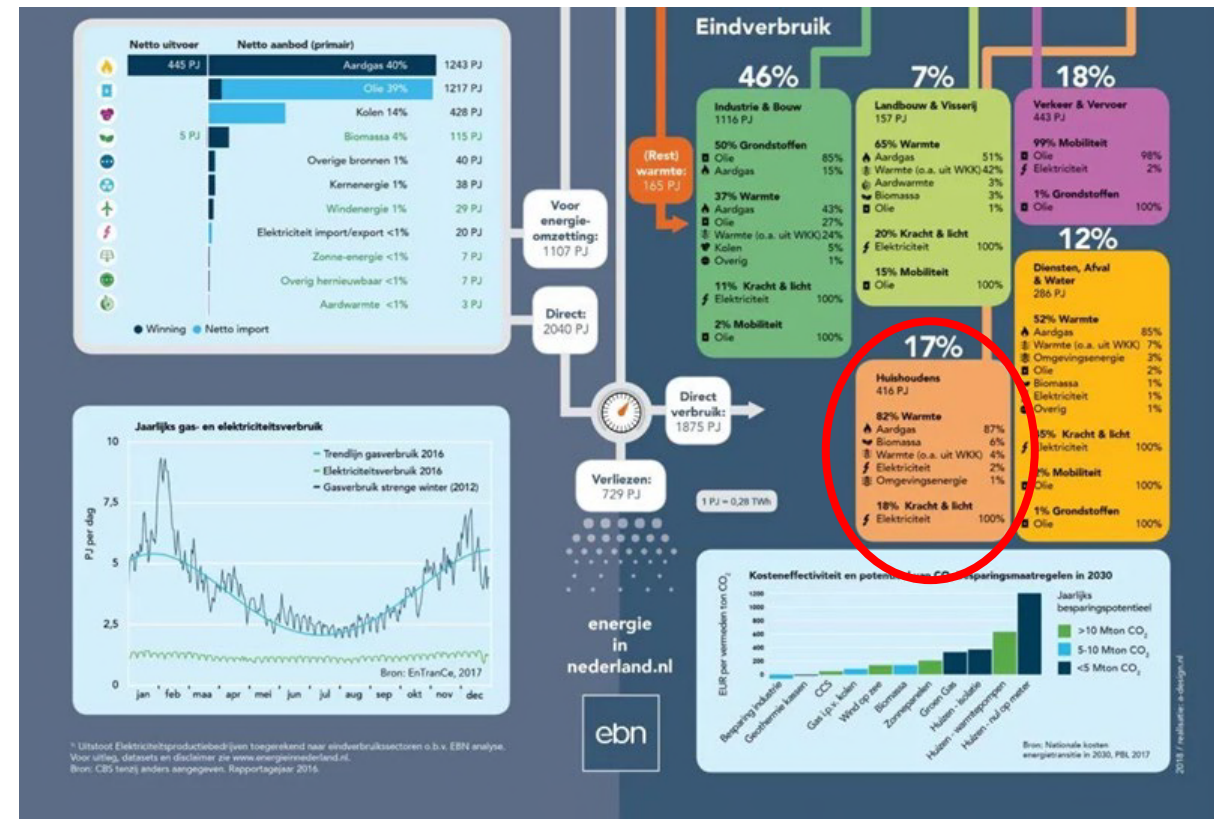 Netto uitvoer Netto aanbod (primair)
445 PJ Aardgas 40% 1243 PJ
Olie 39% 1217 PJ
Kolen 14% 428 PJ
5 PJ Biomassa 4% 115 PJ
Overige bronnen 1% 40 PJ
Kernenergie 1% 38 PJ
Windenergie 1% 29 PJ
Elektriciteit import/export <1% 20 PJ
Zonne-energie <1% 7 PJ
Overig hernieuwbaar <1% 7 PJ
Aardwarmte <1% 3 PJ
Winning Netto import
Voor
energie-
omzetting:
1107 PJ
Direct:
2040 PJ
(Rest)
warmte:
165 PJ
Direct
verbruik:
1875 PJ
Verliezen:
729 PJ
1 PJ = 0,28 TWh
Eindverbruik
46%
Industrie & Bouw
1116 PJ
50% Grondstoffen
Olie 85%
Aardgas 15%
37% Warmte
Aardgas 43%
Olie 27%
Warmte (o.a. uit WKK) 24%
Kolen 5%
Overig 1%
11% Kracht & licht
Elektriciteit 100%
2% Mobiliteit
Olie 100%
7%
Landbouw & Visserij
157 PJ
65% Warmte
Aardgas 51%
Warmte (o.a. uit WKK) 42%
Aardwarmte 3%
Biomassa 3%
Olie 1%
20% Kracht & licht
Elektriciteit 100%
15% Mobiliteit
Olie 100%
18%
Verkeer & Vervoer
443 PJ
99% Mobiliteit
Olie 98%
Elektriciteit 2%
1% Grondstoffen
Olie 100%
17%
Huishoudens
416 PJ
82% Warmte
Aardgas 87%
Biomassa 6%
Warmte (o.a. uit WKK) 4%
Elektriciteit 2%
Omgevingsenergie 1%
18% Kracht & licht
Elektriciteit 100%
12%
Diensten, Afval
& Water
286 PJ
52% Warmte
Aardgas 85%
Warmte (o.a. uit WKK) 7%
Omgevingsenergie 3%
Olie 2%
Biomassa 1%
Elektriciteit 1%
Overig 1%
Kracht & licht
Elektriciteit 100%
Mobiliteit
Olie 100%
1% Grondstoffen
Olie 100%
Jaarlijks gas- en elektriciteitsverbruik
Trendlijn gasverbruik 2016
Elektriciteitsverbruik 2016
Gasverbruik strenge winter (2012)
PJ per dag
10
7,5
5
2,5
0
Bron: EnTranCe, 2017
jan feb maa apr mei jun jul aug sep okt nov dec
¹⁾ Uitstoot Elektriciteitsproductiebedrijven toegerekend naar eindverbruikssectoren o.b.v. EBN analyse.
Voor uitleg, datasets en disclaimer zie www.energieinnederland.nl.
Bron: CBS tenzij anders aangegeven. Rapportagejaar 2016.
energie
in
nederland.nl
ebn
Kosteneffectiviteit en van CO₂ besparingsmaatregelen in 2030
EUR per vermeden ton CO₂
1200
1000
800
600
400
200
0
Besparing industrie
Geothermie kassen
CCS
Gas i.p.v. kolen
Wind op zee
Biomassa
Zonnepanelen
Groen Gas
Huizen - isolatie
Huizen - warmtepompen
Huizen - nul op meter
Jaarlijks
besparingspotentieel
>10 Mton CO₂
5-10 Mton CO₂
<5 Mton CO₂
Bron: Nationale kosten
energietransitie in 2030, PBL 2017
2018 / realisatie: a-design.nl